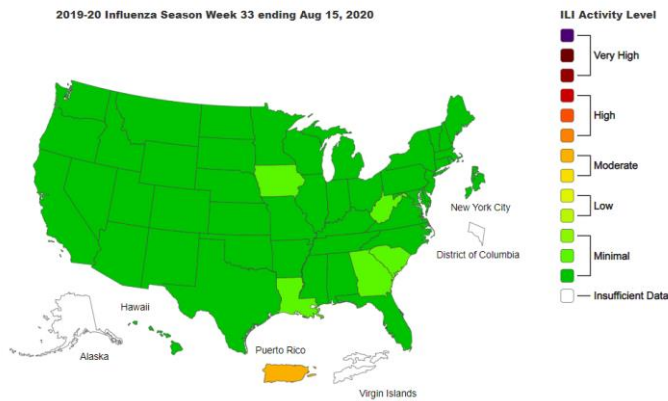 2019-20 Influenza Season Week 33 ending Aug 15, 2020
ILI Activity Level
Very High
High
Moderate
Low
Minimal
Insufficient Data
New York City
District of Columbia
Hawaii
Alaska
Puerto Rico
Virgin Islands